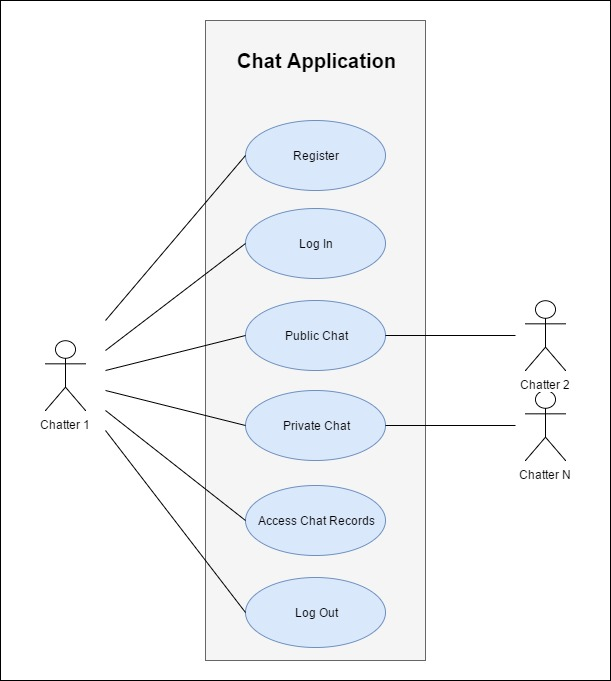 Chat Application
Register
Log In
Public Chat
Private Chat
Access Chat Records
Log Out
Chatter 1
Chatter 2
Chatter N